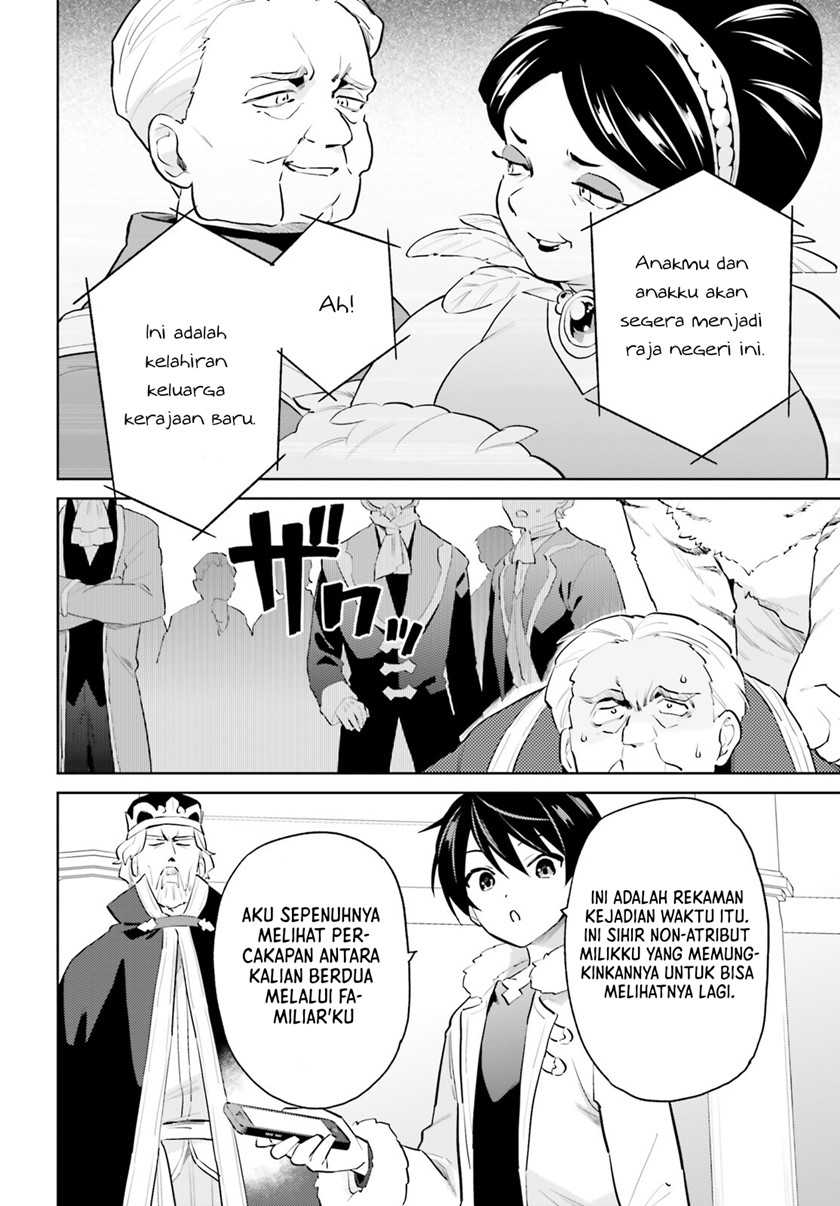 Anakmu dan
anakku akan
segera menjadi
raja negeri ini.
Ah!
Ini adalah
kelahiran
keluarga
kerajaan Baru.
ザワッ
INI ADALAH REKAMAN
KEJADIAN WAKTU ITU.
INI SIHIR NON-ATRIBUT
MILIKKU YANG MEMUNG-
KINKANNYA UNTUK BISA
MELIHATNYA LAGI.
AKU SEPENUHNYA
MELIHAT PER-
CAKAPAN ANTARA
KALIAN BERDUA
MELALUI FA-
MILIAR'KU